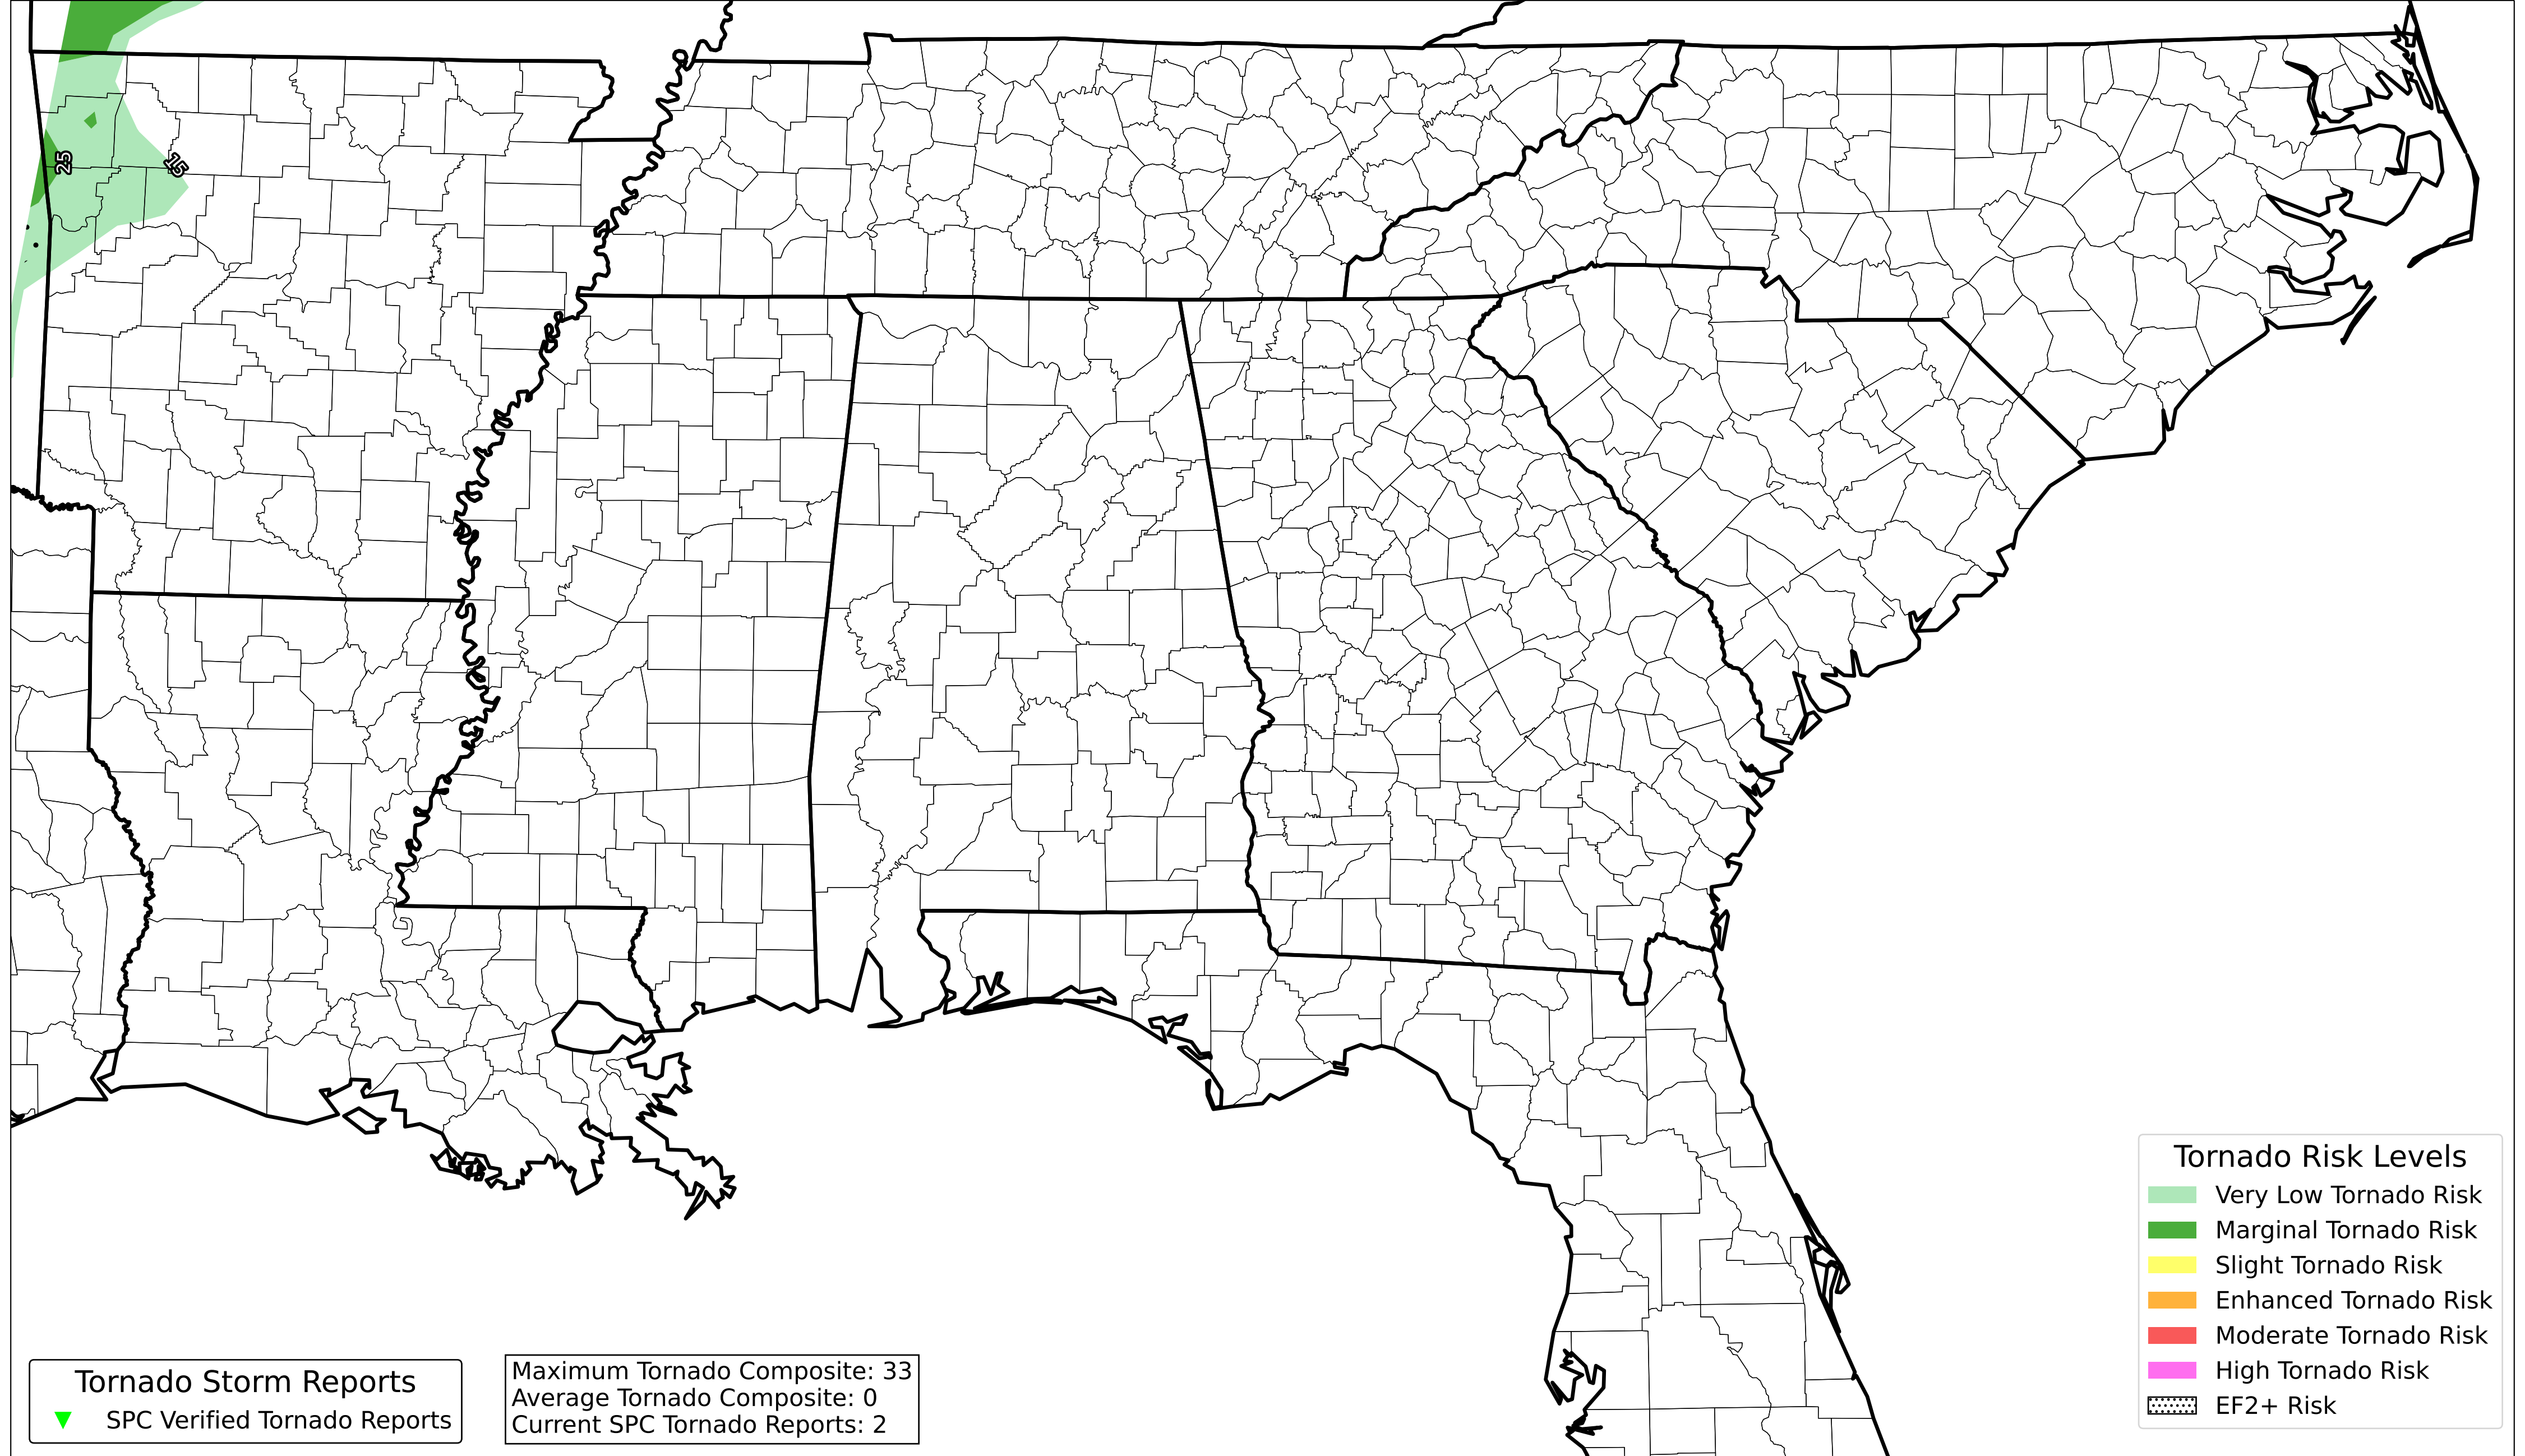 25
15
Tornado Risk Levels
Very Low Tornado Risk
Marginal Tornado Risk
Slight Tornado Risk
Enhanced Tornado Risk
Moderate Tornado Risk
High Tornado Risk
EF2+ Risk
Tornado Storm Reports
SPC Verified Tornado Reports
Maximum Tornado Composite: 33
Average Tornado Composite: 0
Current SPC Tornado Reports: 2